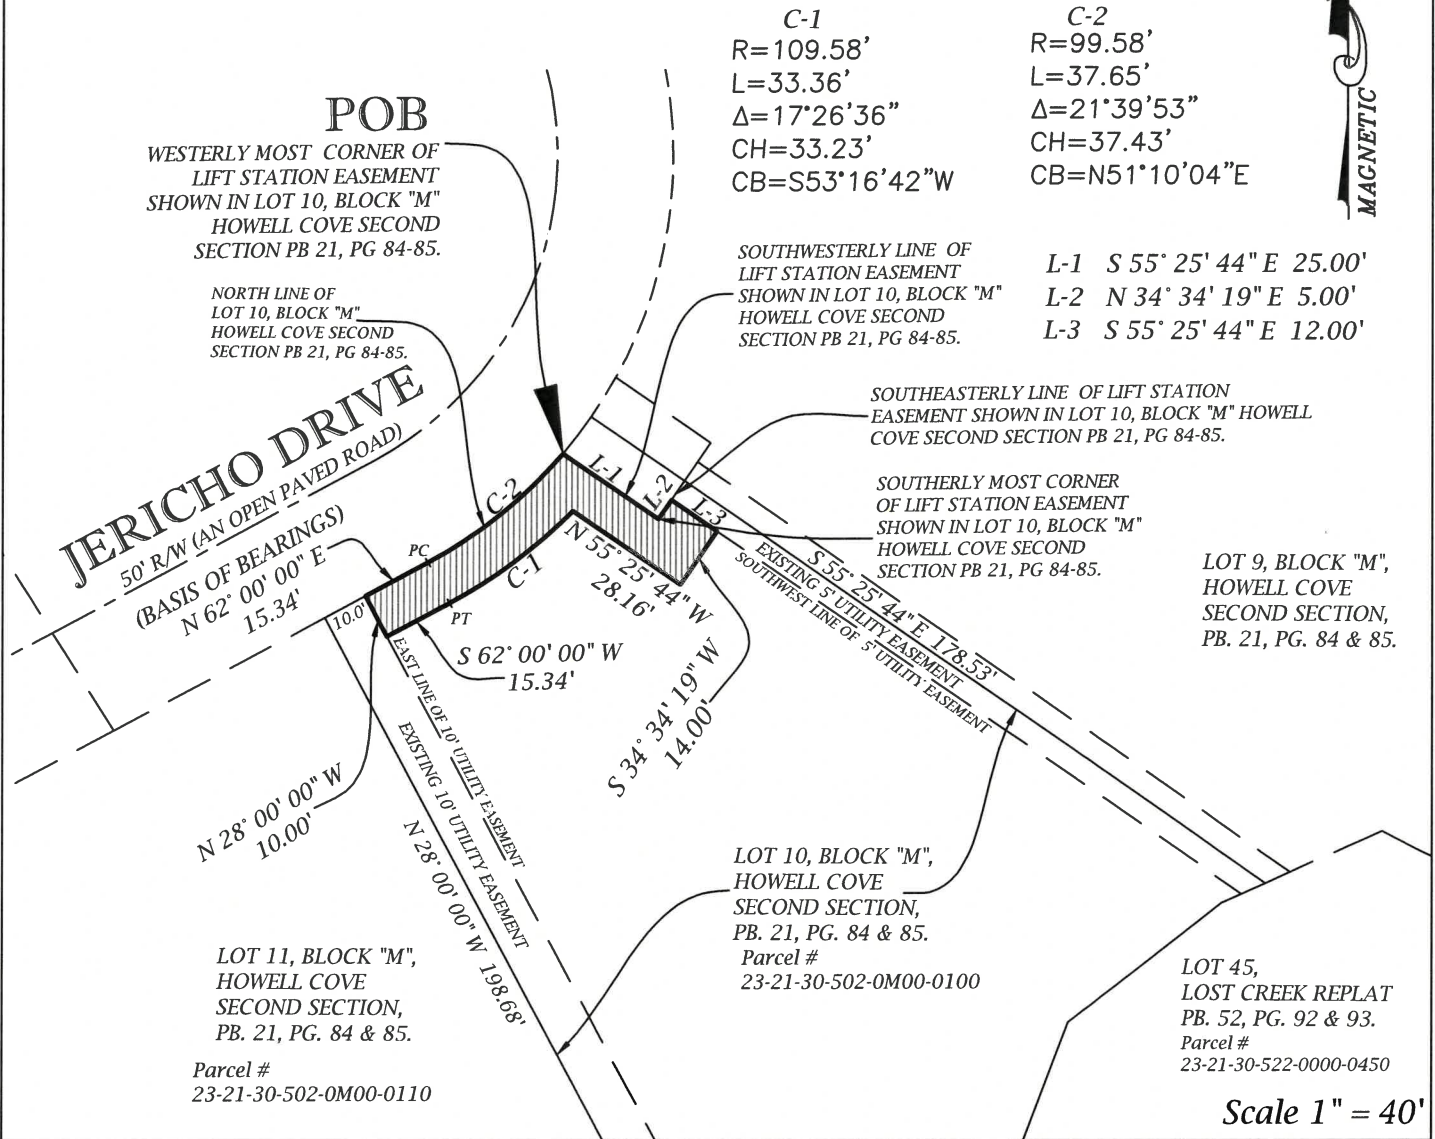 C-1
R=109.58'
L=33.36'
Δ=17°26'36"
CH=33.23'
CB=S53°16'42"W
C-2
R=99.58'
L=37.65'
Δ=21°39'53"
CH=37.43'
CB=N51°10'04"E
MAGNETIC
POB
WESTERLY MOST CORNER OF
LIFT STATION EASEMENT
SHOWN IN LOT 10, BLOCK "M"
HOWELL COVE SECOND
SECTION PB 21, PG 84-85.
NORTH LINE OF
LOT 10, BLOCK "M"
HOWELL COVE SECOND
SECTION PB 21, PG 84-85.
SOUTHWESTERLY LINE OF
LIFT STATION EASEMENT
SHOWN IN LOT 10, BLOCK "M"
HOWELL COVE SECOND
SECTION PB 21, PG 84-85.
L-1 S 55° 25' 44" E 25.00'
L-2 N 34° 34' 19" E 5.00'
L-3 S 55° 25' 44" E 12.00'
SOUTHEASTERLY LINE OF LIFT STATION
EASEMENT SHOWN IN LOT 10, BLOCK "M" HOWELL
COVE SECOND SECTION PB 21, PG 84-85.
SOUTHERLY MOST CORNER
OF LIFT STATION EASEMENT
SHOWN IN LOT 10, BLOCK "M"
HOWELL COVE SECOND
SECTION PB 21, PG 84-85.
JERICHO DRIVE
50' R/W (AN OPEN PAVED ROAD)
(BASIS OF BEARINGS)
N 62° 00' 00" E
15.34'
C-2
L-1
L-2
L-3
PC
C-1
PT
10.0'
N 55° 25' 44" W
28.16'
S 62° 00' 00" W
15.34'
S 34° 34' 19" W
14.00'
S 55° 25' 44" E 178.53'
EXISTING 5' UTILITY EASEMENT
SOUTHWEST LINE OF 5' UTILITY EASEMENT
LOT 9, BLOCK "M",
HOWELL COVE
SECOND SECTION,
PB. 21, PG. 84 & 85.
N 28° 00' 00" W
10.00'
EAST LINE OF 10' UTILITY EASEMENT
EXISTING 10' UTILITY EASEMENT
N 28° 00' 00" W 198.68'
LOT 10, BLOCK "M",
HOWELL COVE
SECOND SECTION,
PB. 21, PG. 84 & 85.
Parcel #
23-21-30-502-0M00-0100
LOT 11, BLOCK "M",
HOWELL COVE
SECOND SECTION,
PB. 21, PG. 84 & 85.
Parcel #
23-21-30-502-0M00-0110
LOT 45,
LOST CREEK REPLAT
PB. 52, PG. 92 & 93.
Parcel #
23-21-30-522-0000-0450
Scale 1" = 40'